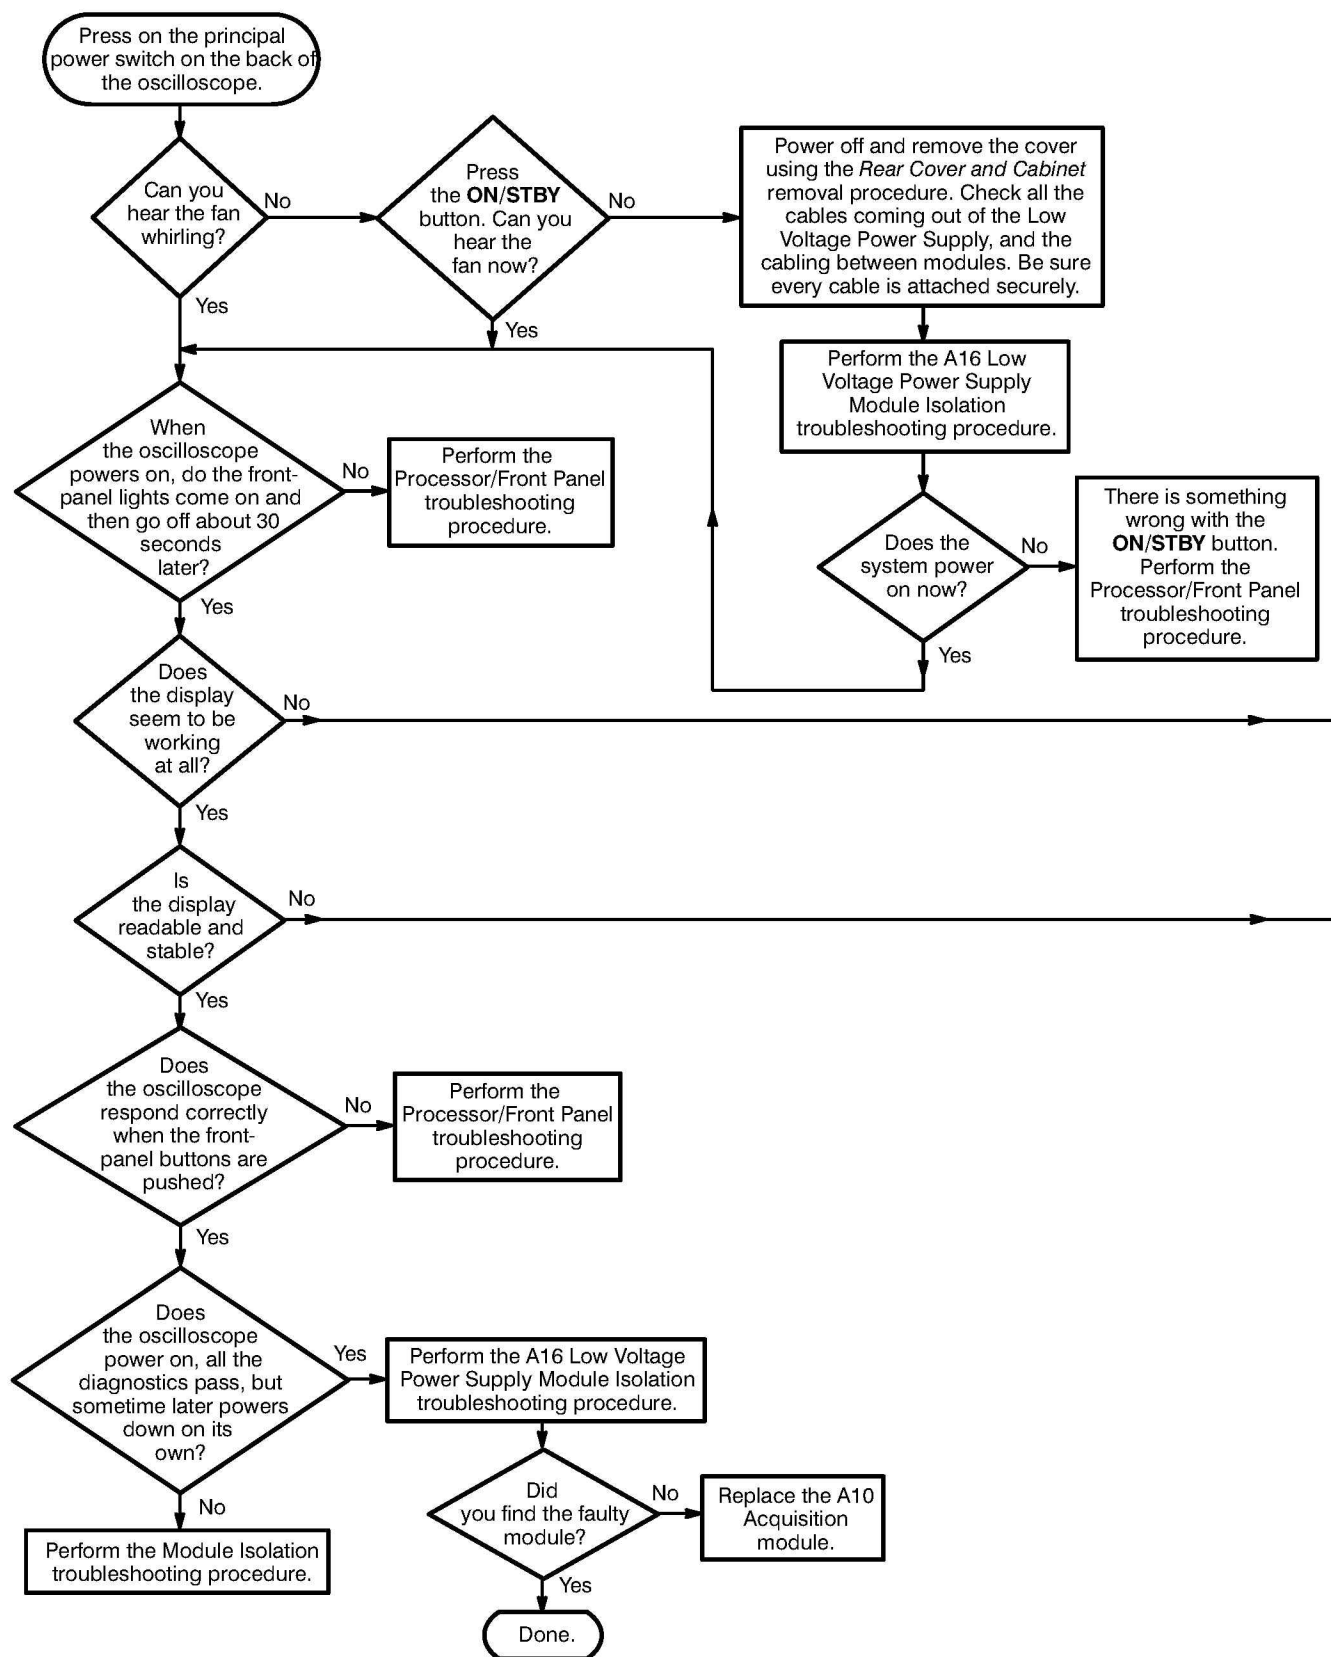 Press on the principal
power switch on the back of
the oscilloscope.
Can you
hear the fan
whirling?
No
Yes
Press
the ON/STBY
button. Can you
hear the
fan now?
No
Yes
Power off and remove the cover
using the Rear Cover and Cabinet
removal procedure. Check all the
cables coming out of the Low
Voltage Power Supply, and the
cabling between modules. Be sure
every cable is attached securely.
Perform the A16 Low
Voltage Power Supply
Module Isolation
troubleshooting procedure.
Does the
system power
on now?
No
Yes
There is something
wrong with the
ON/STBY button.
Perform the
Processor/Front Panel
troubleshooting
procedure.
When
the oscilloscope
powers on, do the front-
panel lights come on and
then go off about 30
seconds
later?
No
Yes
Perform the
Processor/Front Panel
troubleshooting
procedure.
Does
the display
seem to be
working
at all?
No
Yes
Is
the display
readable and
stable?
No
Yes
Does
the oscilloscope
respond correctly
when the front-
panel buttons are
pushed?
No
Yes
Perform the
Processor/Front Panel
troubleshooting
procedure.
Does
the oscilloscope
power on, all the
diagnostics pass, but
sometime later powers
down on its
own?
Yes
No
Perform the A16 Low Voltage
Power Supply Module Isolation
troubleshooting procedure.
Did
you find the faulty
module?
No
Yes
Replace the A10
Acquisition
module.
Perform the Module Isolation
troubleshooting procedure.
Done.